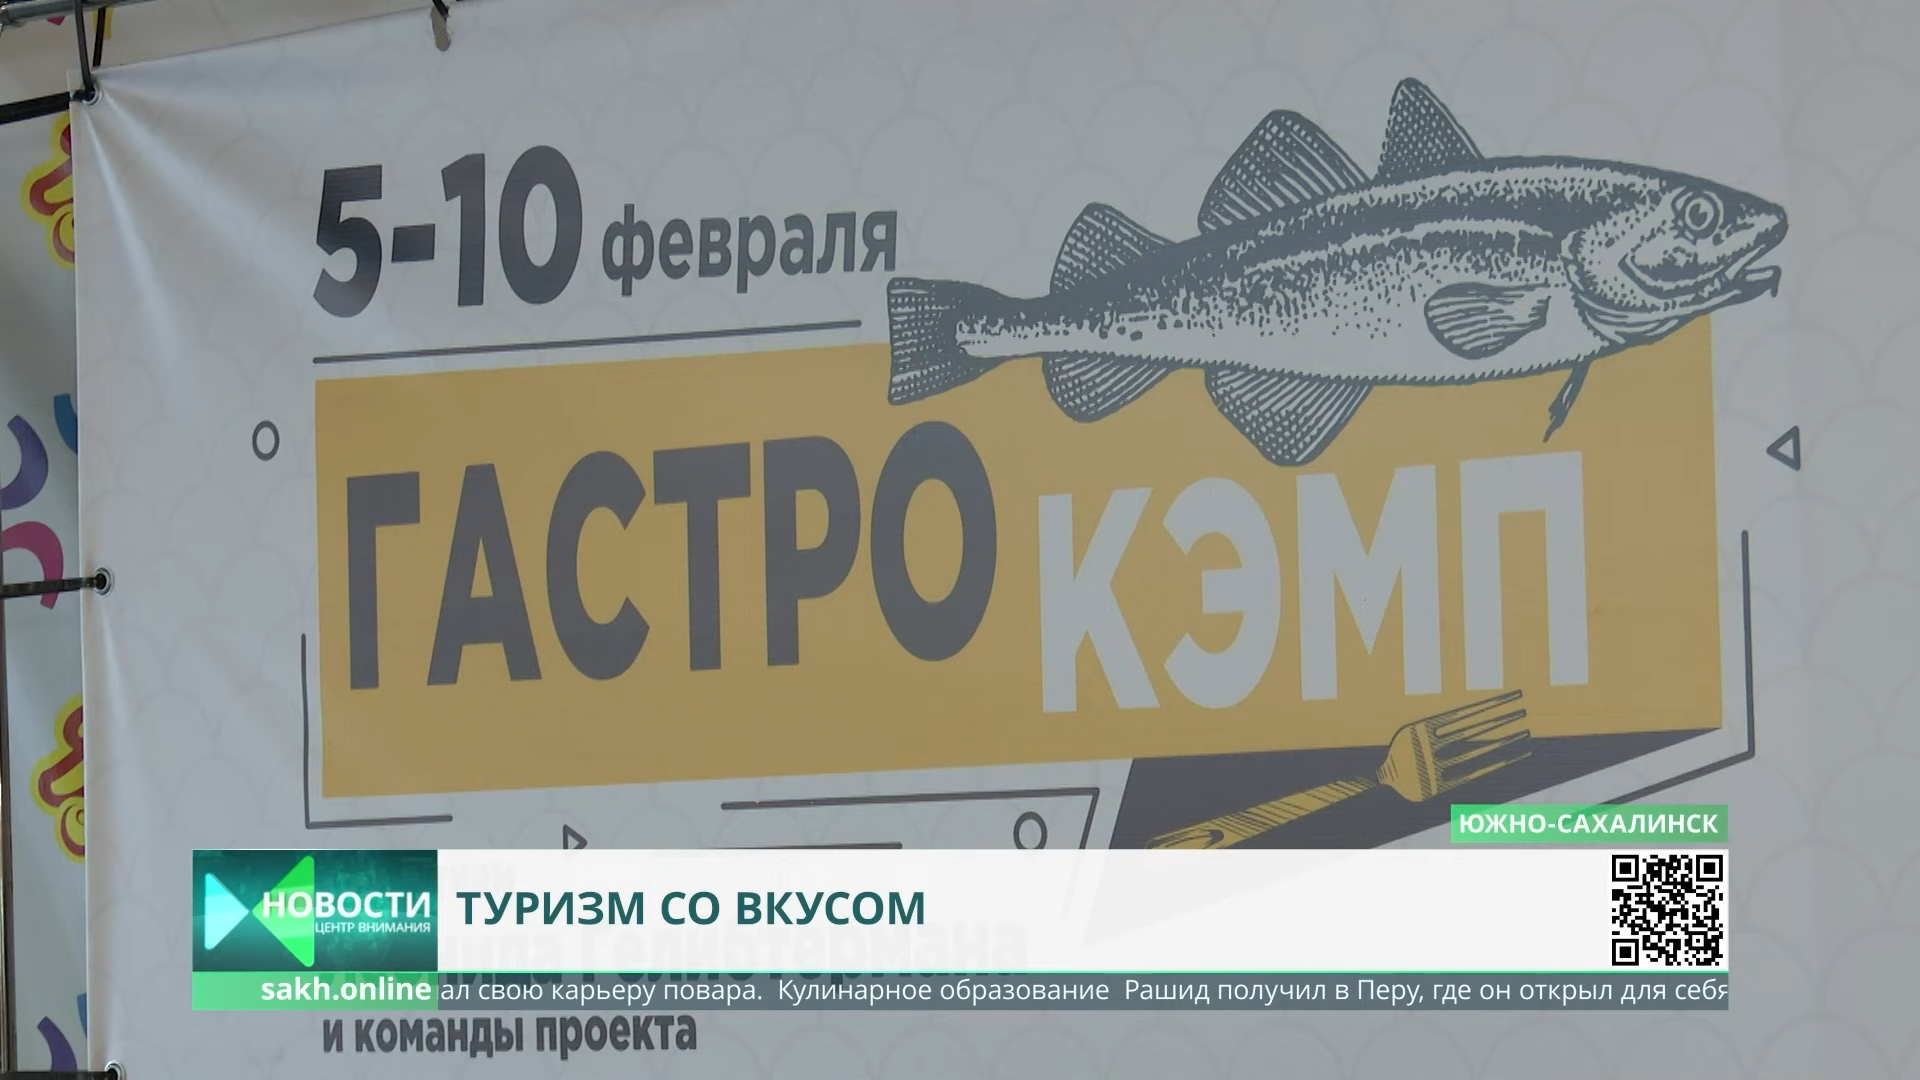 5-10 февраля
ГАСТРО КЭМП
ЮЖНО-САХАЛИНСК
НОВОСТИ
ЦЕНТР ВНИМАНИЯ
ТУРИЗМ СО ВКУСОМ
sakh.online
ал свою карьеру повара. Кулинарное образование Рашид получил в Перу, где он открыл для себя
и команды проекта